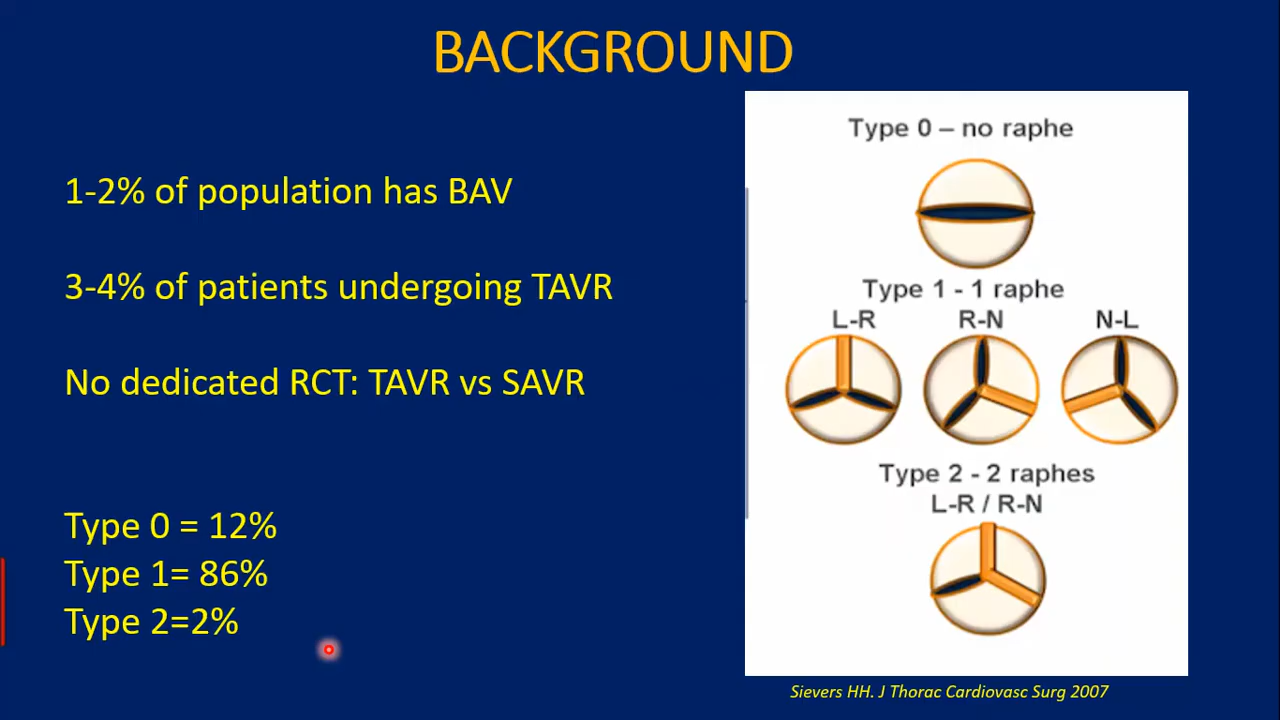 BACKGROUND
1-2% of population has BAV
3-4% of patients undergoing TAVR
No dedicated RCT: TAVR vs SAVR
Type 0 = 12%
Type 1= 86%
Type 2=2%
Type 0 – no raphe
Type 1 - 1 raphe
L-R R-N N-L
Type 2 - 2 raphes
L-R / R-N
Sievers HH. J Thorac Cardiovasc Surg 2007